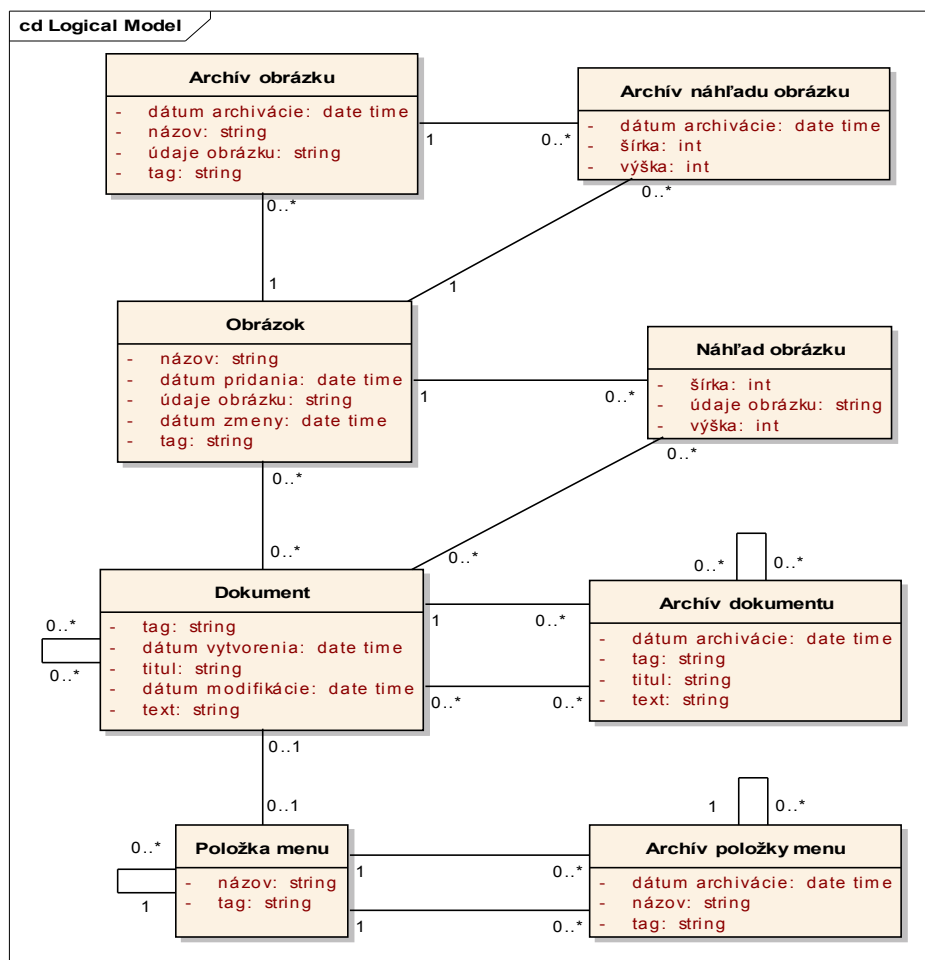 cd Logical Model
Archív obrázku
- dátum archivácie: date time
- názov: string
- údaje obrázku: string
- tag: string
Archív náhľadu obrázku
- dátum archivácie: date time
- šírka: int
- výška: int
1
0..*
0..*
0..*
1
1
Obrázok
- názov: string
- dátum pridania: date time
- údaje obrázku: string
- dátum zmeny: date time
- tag: string
Náhľad obrázku
- šírka: int
- údaje obrázku: string
- výška: int
1
0..*
0..*
0..*
0..*
0..*
Dokument
- tag: string
- dátum vytvorenia: date time
- titul: string
- dátum modifikácie: date time
- text: string
0..*
0..*
Archív dokumentu
- dátum archivácie: date time
- tag: string
- titul: string
- text: string
0..*
0..*
1
0..*
0..*
0..*
0..1
0..1
Položka menu
- názov: string
- tag: string
0..*
1
Archív položky menu
- dátum archivácie: date time
- názov: string
- tag: string
1
0..*
1
0..*
1
0..*